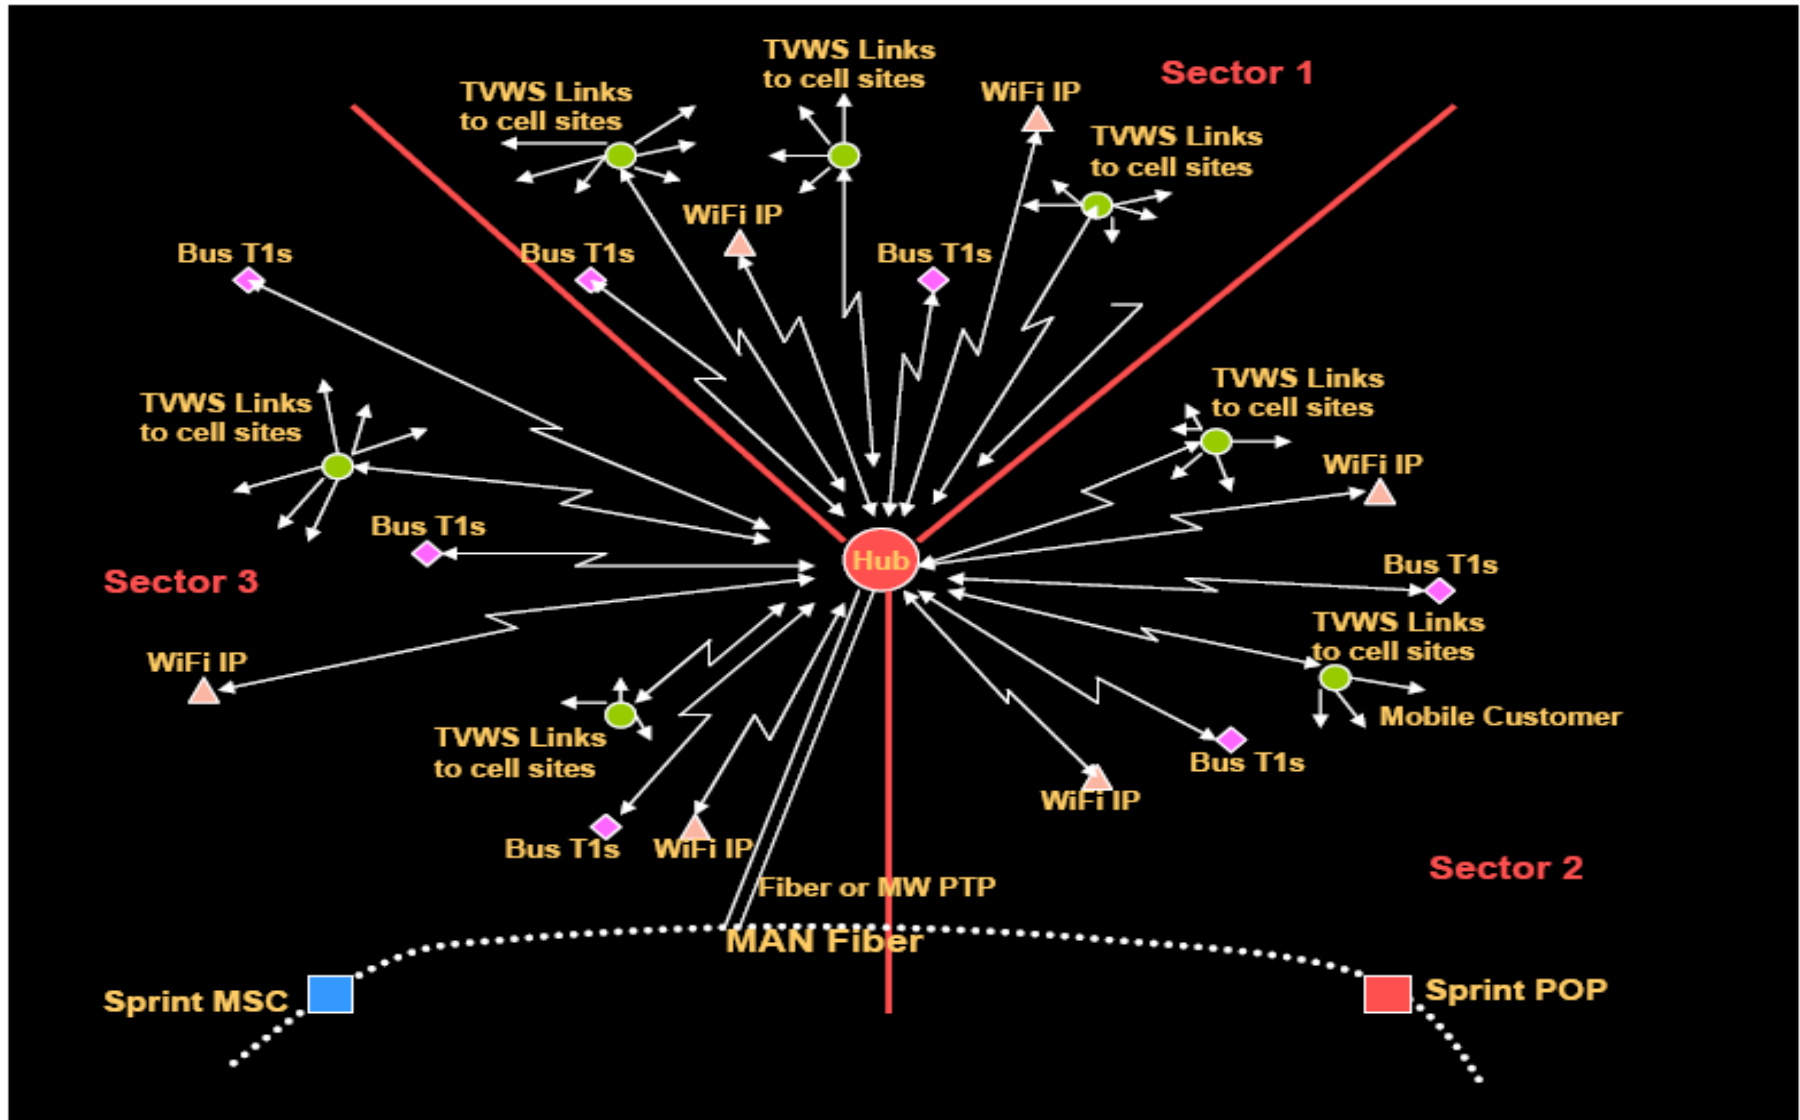 TVWS Links
to cell sites
Sector 1
TVWS Links
to cell sites
WiFi IP
TVWS Links
to cell sites
WiFi IP
Bus T1s
Bus T1s
Bus T1s
TVWS Links
to cell sites
TVWS Links
to cell sites
WiFi IP
Bus T1s
Hub
Bus T1s
Sector 3
TVWS Links
to cell sites
WiFi IP
Mobile Customer
TVWS Links
to cell sites
Bus T1s
WiFi IP
Bus T1s
WiFi IP
Sector 2
Fiber or MW PTP
MAN Fiber
Sprint MSC
Sprint POP